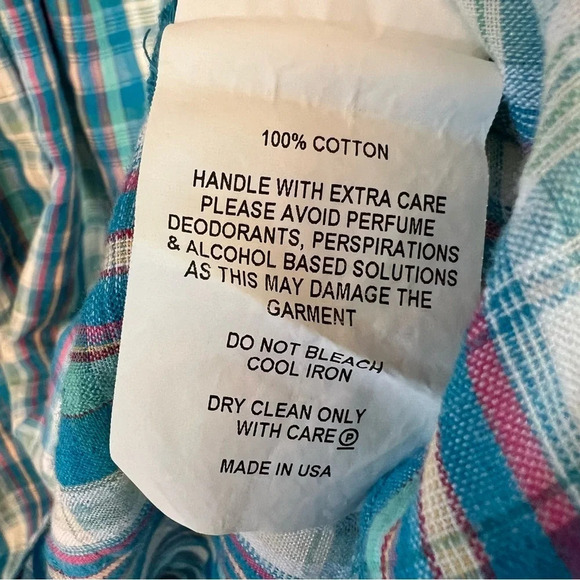 100% COTTON
HANDLE WITH EXTRA CARE
PLEASE AVOID PERFUME
DEODORANTS, PERSPIRATIONS
& ALCOHOL BASED SOLUTIONS
AS THIS MAY DAMAGE THE
GARMENT
DO NOT BLEACH
COOL IRON
DRY CLEAN ONLY
WITH CARE Ⓟ
MADE IN USA